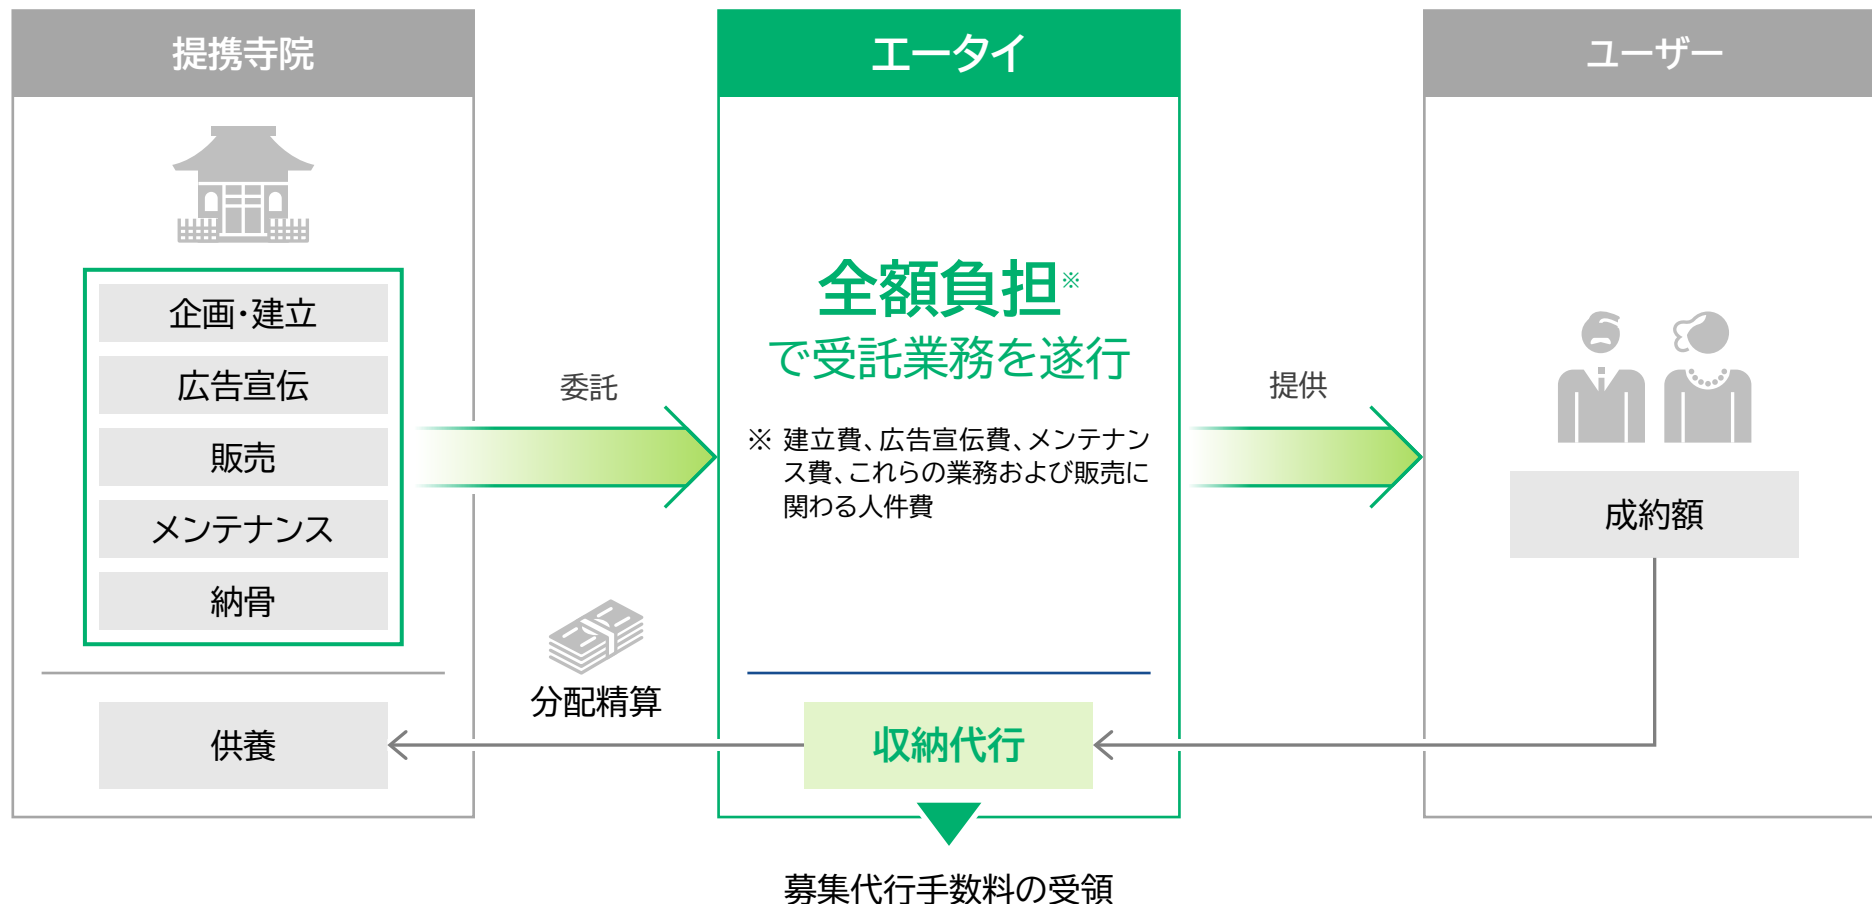 提携寺院
企画・建立
広告宣伝
販売
メンテナンス
納骨
供養
委託
分配精算
エータイ
全額負担※
で受託業務を遂行
※ 建立費、広告宣伝費、メンテナン
ス費、これらの業務および販売に
関わる人件費
収納代行
募集代行手数料の受領
提供
ユーザー
成約額